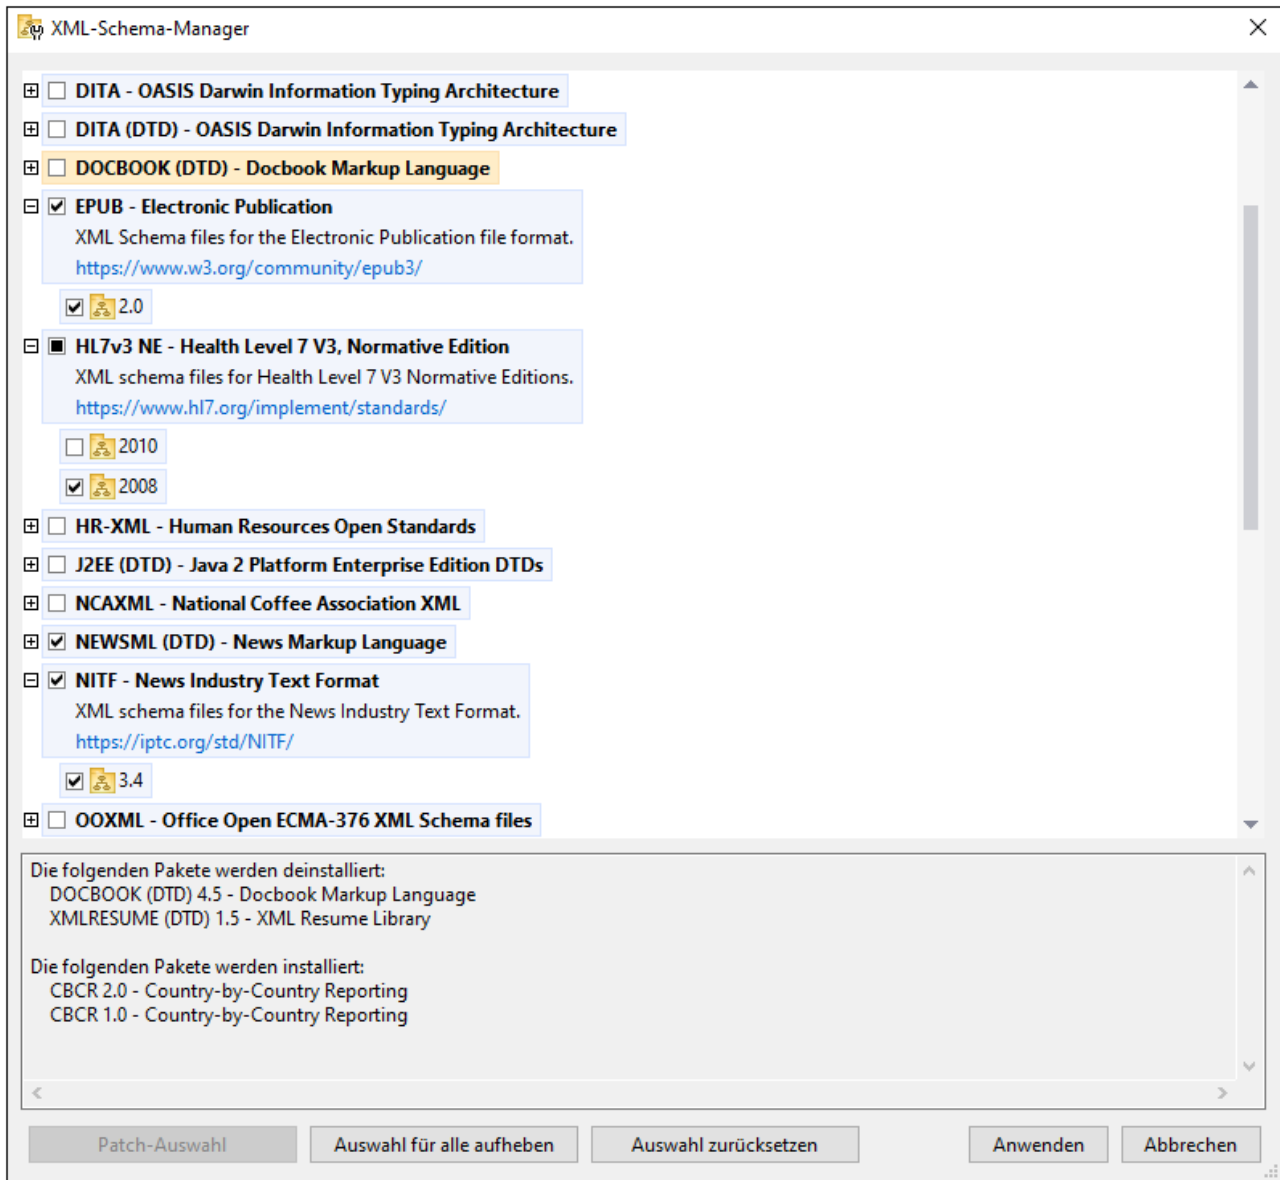 XML-Schema-Manager
DITA - OASIS Darwin Information Typing Architecture
DITA (DTD) - OASIS Darwin Information Typing Architecture
DOCBOOK (DTD) - Docbook Markup Language
EPUB - Electronic Publication
XML Schema files for the Electronic Publication file format.
https://www.w3.org/community/epub3/
2.0
HL7v3 NE - Health Level 7 V3, Normative Edition
XML schema files for Health Level 7 V3 Normative Editions.
https://www.hl7.org/implement/standards/
2010
2008
HR-XML - Human Resources Open Standards
J2EE (DTD) - Java 2 Platform Enterprise Edition DTDs
NCAXML - National Coffee Association XML
NEWSML (DTD) - News Markup Language
NITF - News Industry Text Format
XML schema files for the News Industry Text Format.
https://iptc.org/std/NITF/
3.4
OOXML - Office Open ECMA-376 XML Schema files
Die folgenden Pakete werden deinstalliert:
DOCBOOK (DTD) 4.5 - Docbook Markup Language
XMLRESUME (DTD) 1.5 - XML Resume Library
Die folgenden Pakete werden installiert:
CBCR 2.0 - Country-by-Country Reporting
CBCR 1.0 - Country-by-Country Reporting
Patch-Auswahl Auswahl für alle aufheben Auswahl zurücksetzen Anwenden Abbrechen